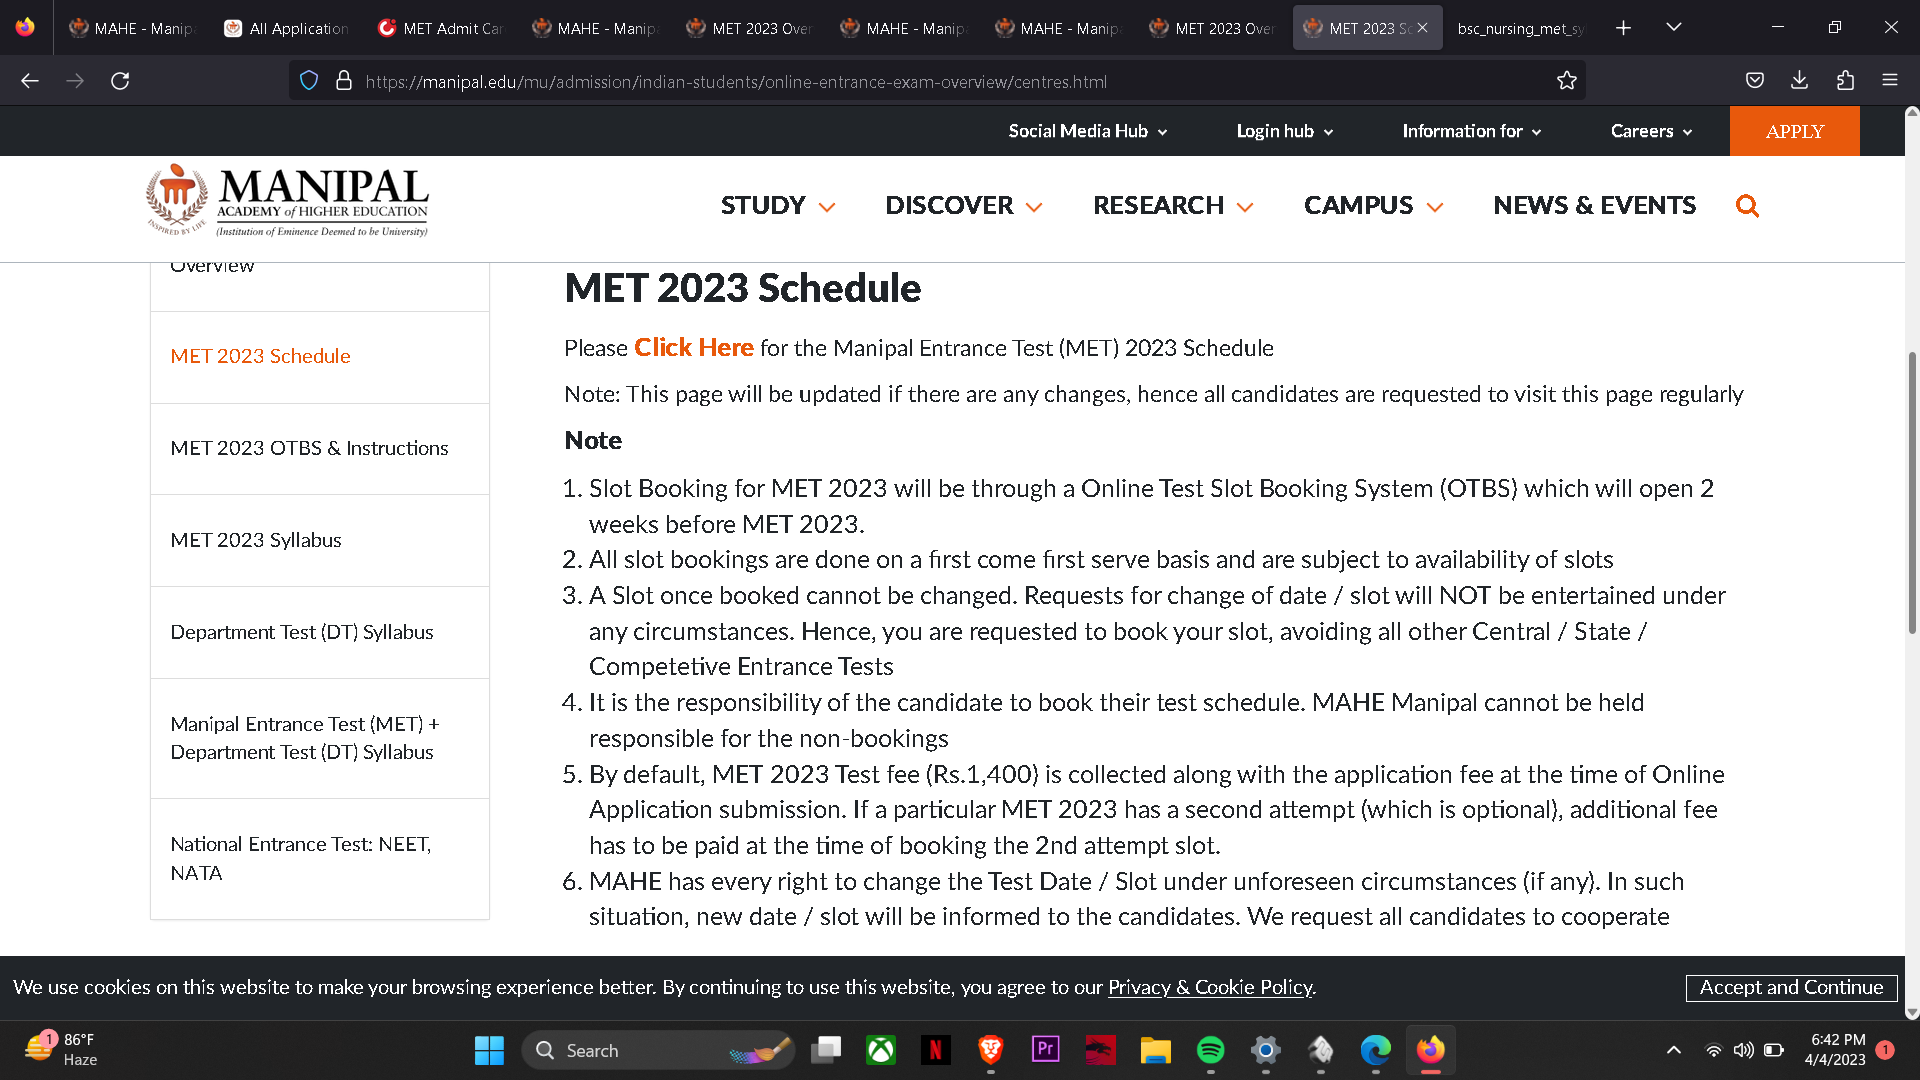 MAHE - Manip
All Application
MET Admit Car
MAHE - Manip
MET 2023 Over
MAHE - Manip
MAHE - Manip
MET 2023 Over
MET 2023 Sc
bsc_nursing_met_sy
https://manipal.edu/mu/admission/indian-students/online-entrance-exam-overview/centres.html
Social Media Hub
Login hub
Information for
Careers
APPLY
MANIPAL
ACADEMY of HIGHER EDUCATION
(Institution of Eminence Deemed to be University)
INSPIRED BY LIFE
STUDY
DISCOVER
RESEARCH
CAMPUS
NEWS & EVENTS
Overview
MET 2023 Schedule
MET 2023 OTBS & Instructions
MET 2023 Syllabus
Department Test (DT) Syllabus
Manipal Entrance Test (MET) +
Department Test (DT) Syllabus
National Entrance Test: NEET,
NATA
MET 2023 Schedule
Please Click Here for the Manipal Entrance Test (MET) 2023 Schedule
Note: This page will be updated if there are any changes, hence all candidates are requested to visit this page regularly
Note
1. Slot Booking for MET 2023 will be through a Online Test Slot Booking System (OTBS) which will open 2
weeks before MET 2023.
2. All slot bookings are done on a first come first serve basis and are subject to availability of slots
3. A Slot once booked cannot be changed. Requests for change of date / slot will NOT be entertained under
any circumstances. Hence, you are requested to book your slot, avoiding all other Central / State /
Competetive Entrance Tests
4. It is the responsibility of the candidate to book their test schedule. MAHE Manipal cannot be held
responsible for the non-bookings
5. By default, MET 2023 Test fee (Rs.1,400) is collected along with the application fee at the time of Online
Application submission. If a particular MET 2023 has a second attempt (which is optional), additional fee
has to be paid at the time of booking the 2nd attempt slot.
6. MAHE has every right to change the Test Date / Slot under unforeseen circumstances (if any). In such
situation, new date / slot will be informed to the candidates. We request all candidates to cooperate
We use cookies on this website to make your browsing experience better. By continuing to use this website, you agree to our Privacy & Cookie Policy.
Accept and Continue
1
86°F
Haze
Search
N
Pr
6:42 PM
4/4/2023
1